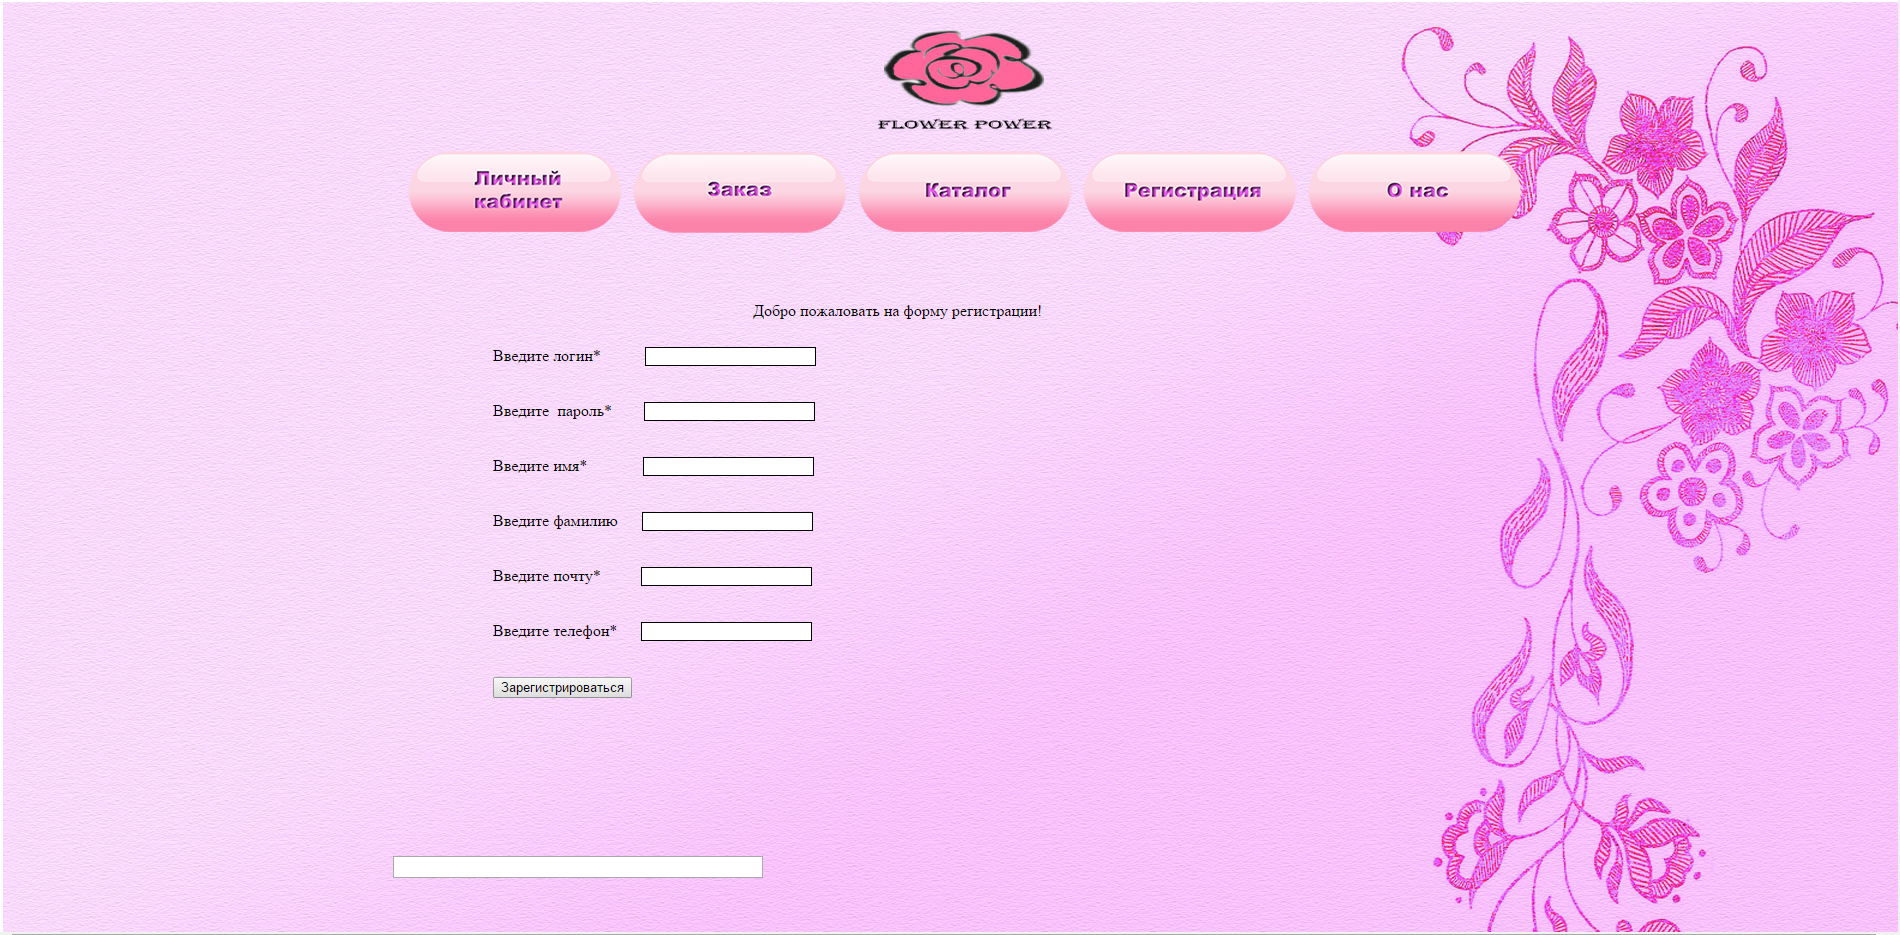 FLOWER POWER
Личный
кабинет
Заказ
Каталог
Регистрация
О нас
Добро пожаловать на форму регистрации!
Введите логин*
Введите пароль*
Введите имя*
Введите фамилию
Введите почту*
Введите телефон*
Зарегистрироваться